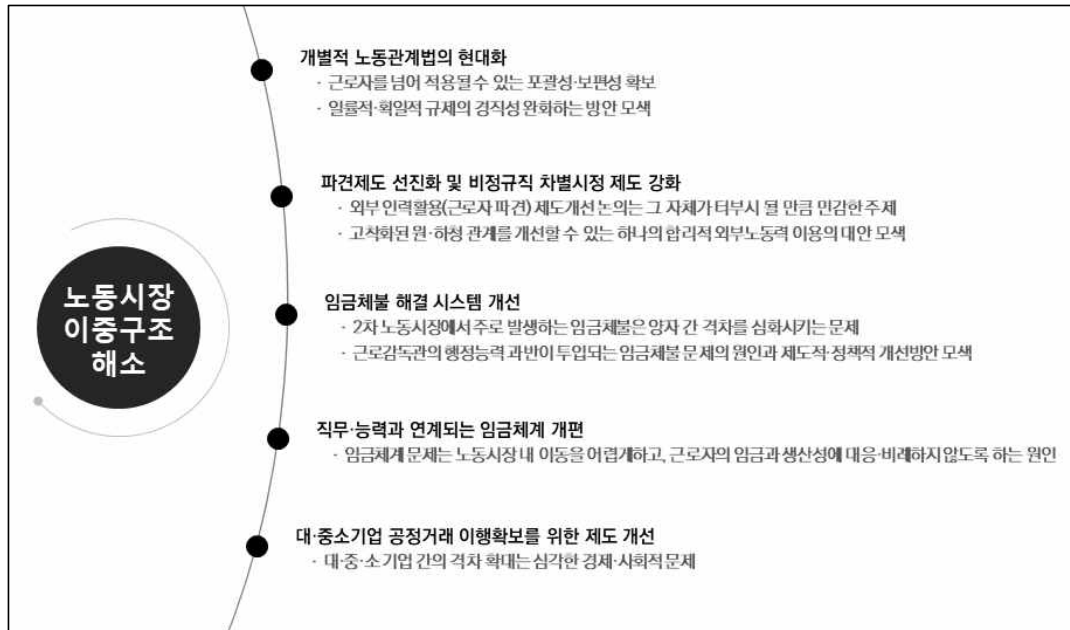 노동시장
이중구조
해소
개별적 노동관계법의 현대화
· 근로자를 넘어 적용될 수 있는 포괄성·보편성 확보
· 일률적·획일적 규제의 경직성 완화하는 방안 모색
파견제도 선진화 및 비정규직 차별시정 제도 강화
· 외부 인력활용(근로자 파견) 제도개선 논의는 그 자체가 터부시 될 만큼 민감한 주제
· 고착화된 원·하청 관계를 개선할 수 있는 하나의 합리적 외부노동력 이용의 대안 모색
임금체불 해결 시스템 개선
· 2차 노동시장에서 주로 발생하는 임금체불은 양자 간 격차를 심화시키는 문제
· 근로감독관의 행정능력 과반이 투입되는 임금체불 문제의 원인과 제도적·정책적 개선방안 모색
직무·능력과 연계되는 임금체계 개편
· 임금체계 문제는 노동시장 내 이동을 어렵게하고, 근로자의 임금과 생산성에 대응·비례하지 않도록 하는 원인
대·중소기업 공정거래 이행확보를 위한 제도 개선
· 대·중·소 기업 간의 격차 확대는 심각한 경제·사회적 문제